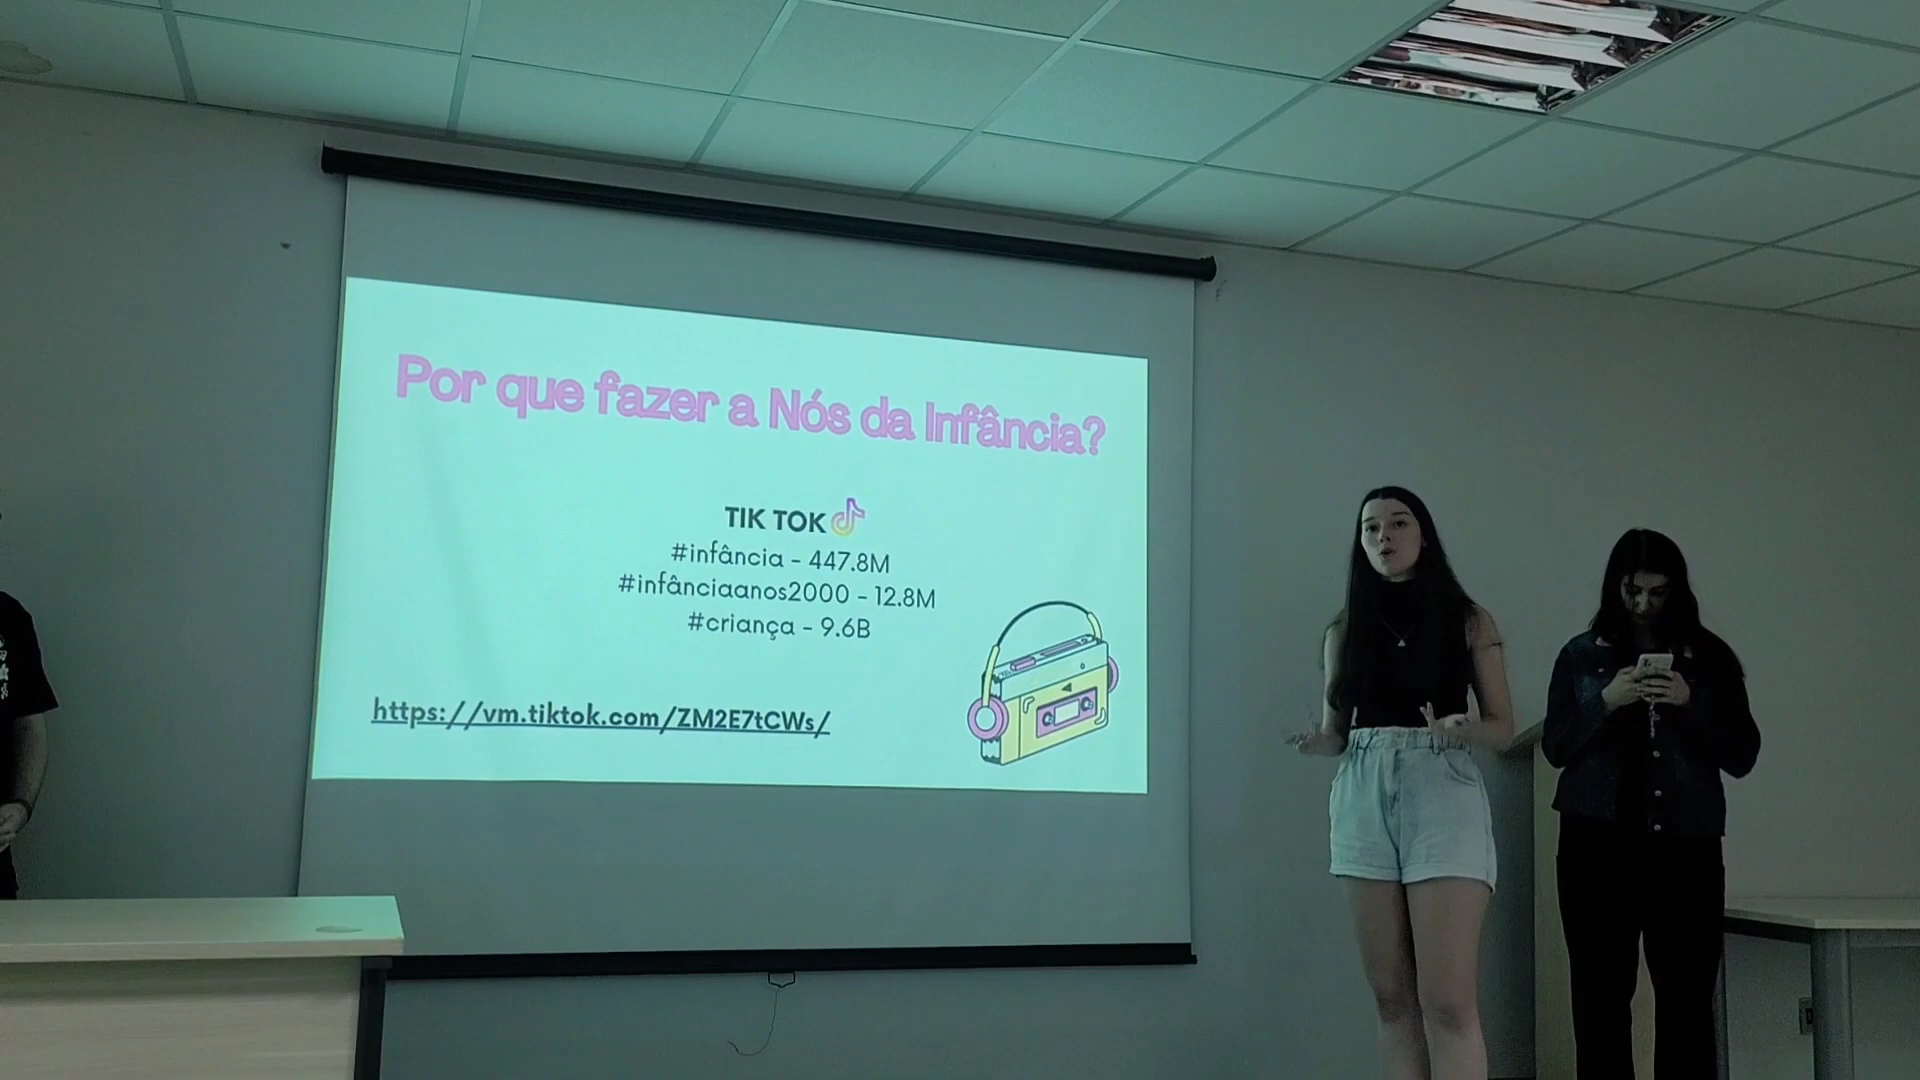 Por que fazer a Nós da Infância?
TIK TOK
#infância - 447.8M
#infânciaanos2000 - 12.8M
#criança - 9.6B
https://vm.tiktok.com/ZM2E7tCWs/